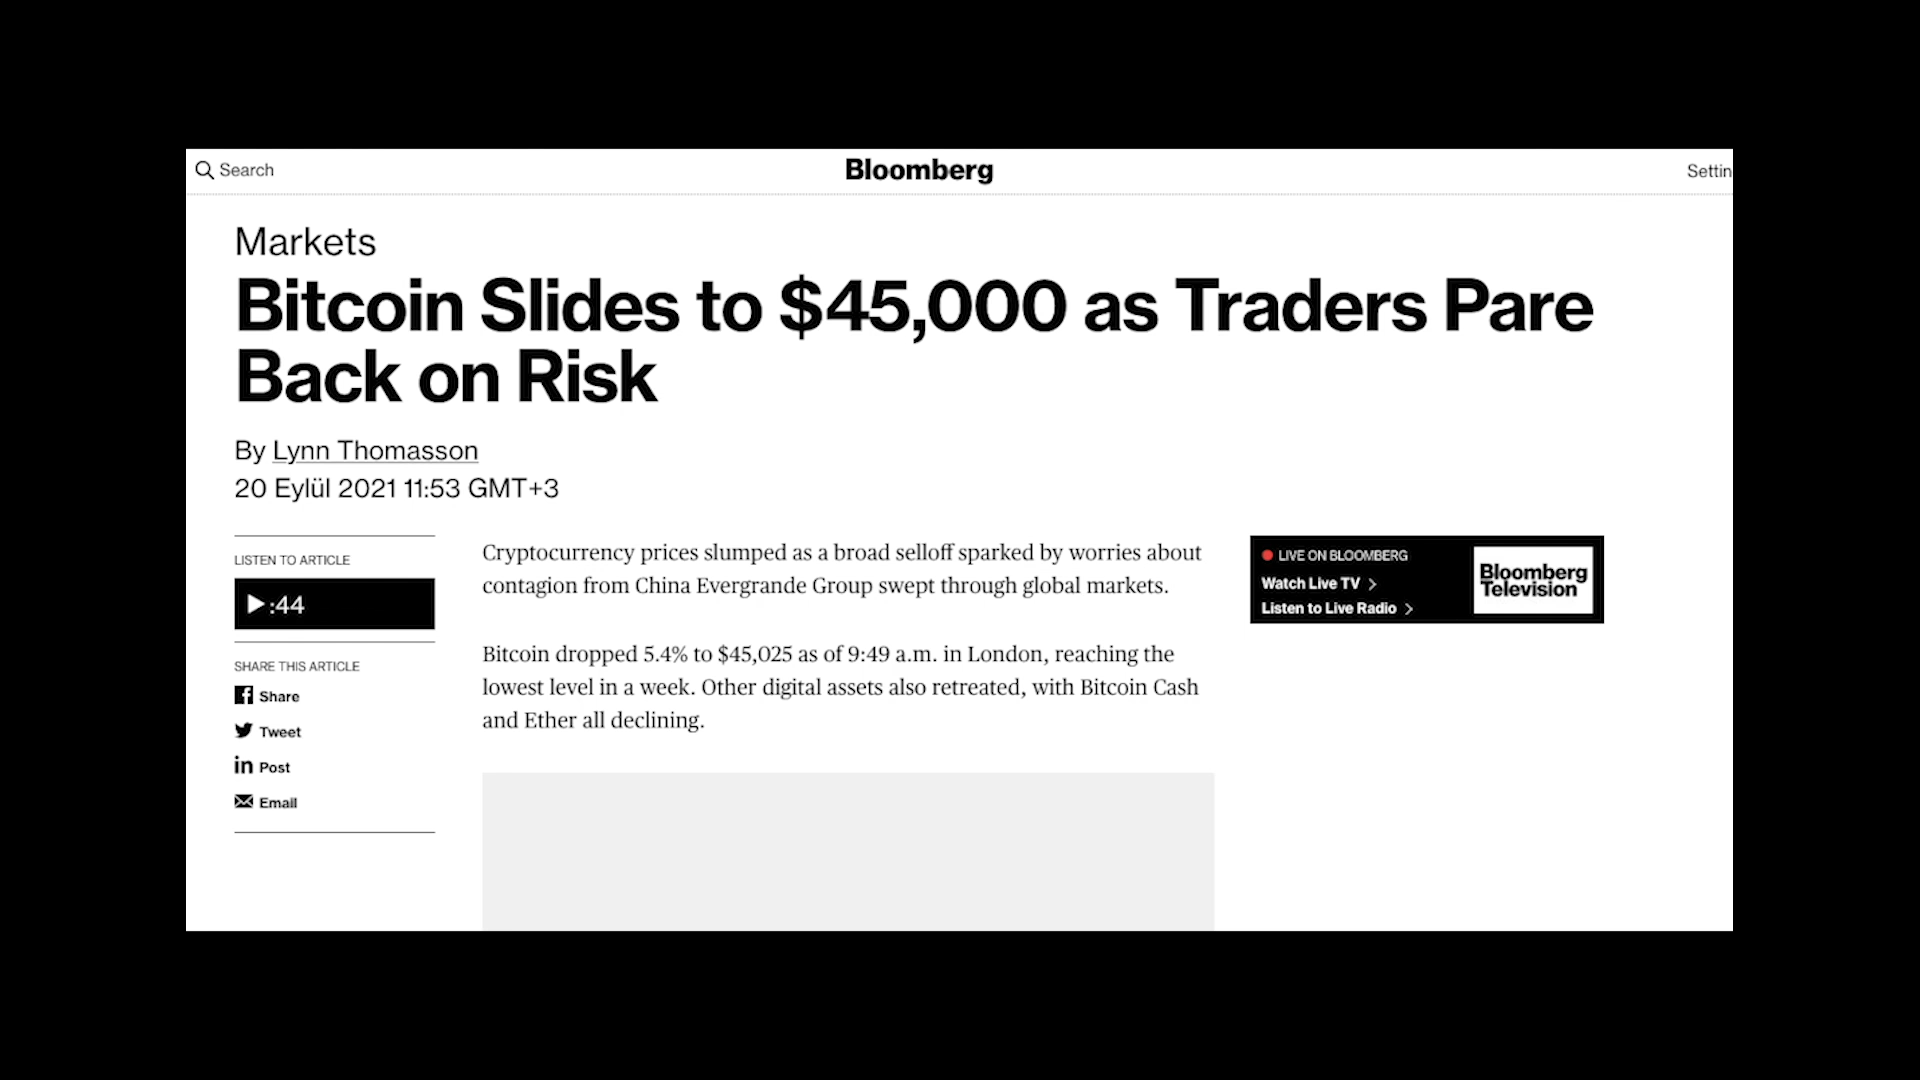 Search
Bloomberg
Settin
Markets
Bitcoin Slides to $45,000 as Traders Pare
Back on Risk
By Lynn Thomasson
20 Eylül 2021 11:53 GMT+3
LISTEN TO ARTICLE
:44
SHARE THIS ARTICLE
Share
Tweet
in Post
Email
Cryptocurrency prices slumped as a broad selloff sparked by worries about
contagion from China Evergrande Group swept through global markets.
Bitcoin dropped 5.4% to $45,025 as of 9:49 a.m. in London, reaching the
lowest level in a week. Other digital assets also retreated, with Bitcoin Cash
and Ether all declining.
LIVE ON BLOOMBERG
Watch Live TV
Listen to Live Radio
Bloomberg
Television